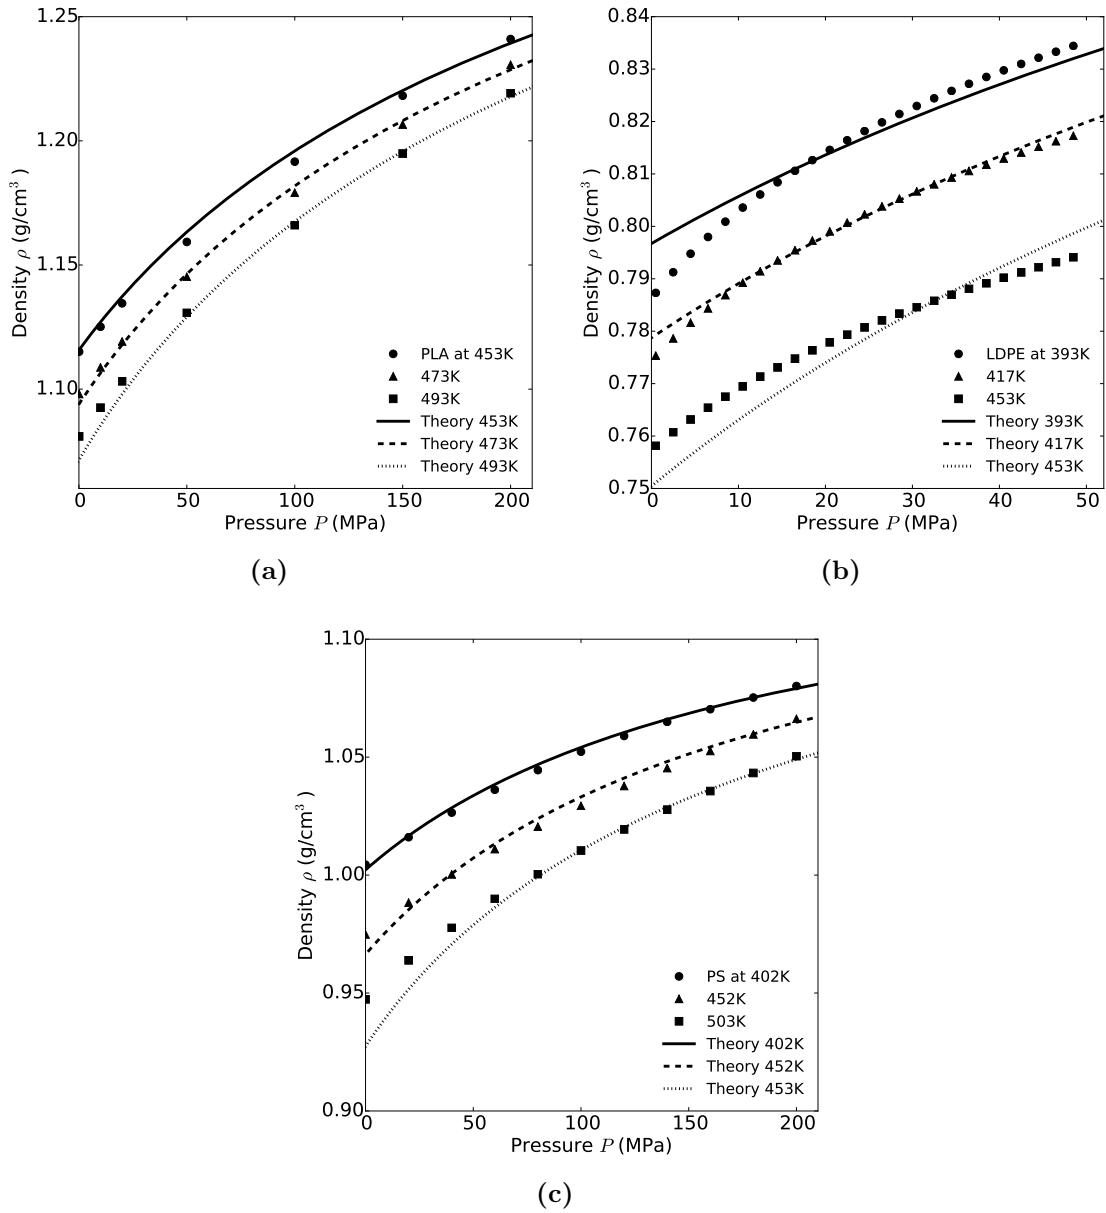 1.25
1.20
1.15
1.10
Density ρ (g/cm³)
PLA at 453K
473K
493K
Theory 453K
Theory 473K
Theory 493K
0 50 100 150 200
Pressure P (MPa)
(a)
0.84
0.83
0.82
0.81
0.80
0.79
0.78
0.77
0.76
0.75
Density ρ (g/cm³)
LDPE at 393K
417K
453K
Theory 393K
Theory 417K
Theory 453K
0 10 20 30 40 50
Pressure P (MPa)
(b)
1.10
1.05
1.00
0.95
0.90
Density ρ (g/cm³ )
PS at 402K
452K
503K
Theory 402K
Theory 452K
Theory 453K
0 50 100 150 200
Pressure P (MPa)
(c)